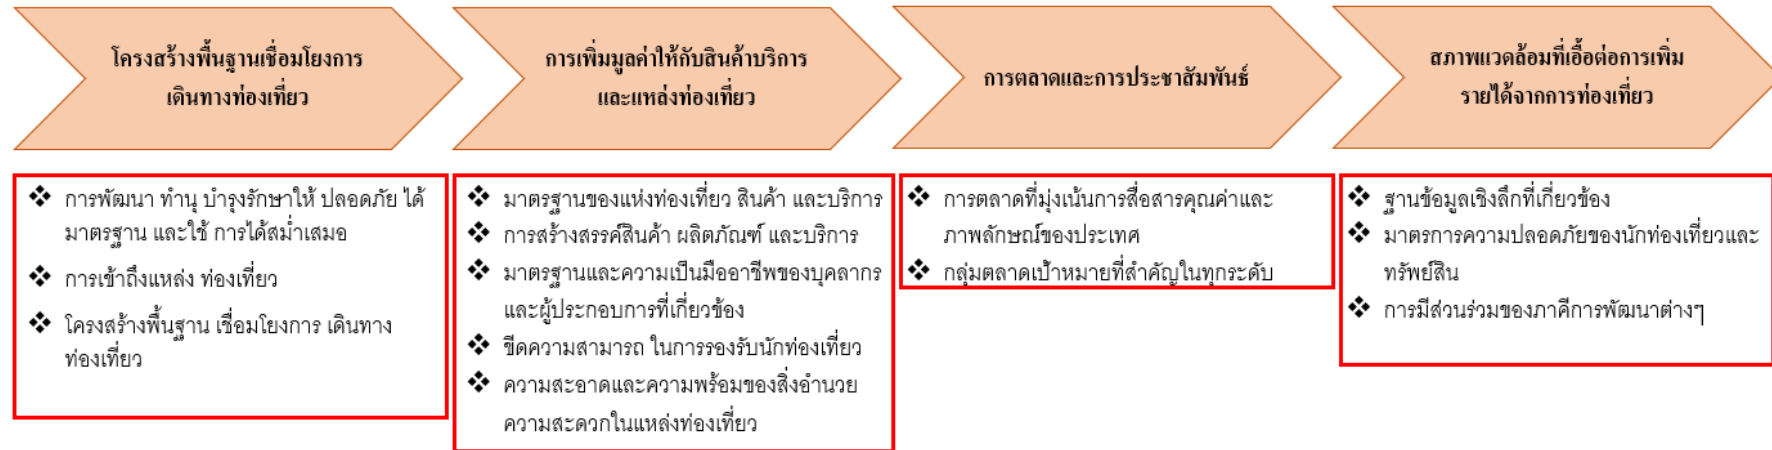 โครงสร้างพื้นฐานเชื่อมโยงการ
เดินทางท่องเที่ยว
❖ การพัฒนา ทำนุ บำรุงรักษาให้ ปลอดภัย ได้
มาตรฐาน และใช้ การได้สม่ำเสมอ
❖ การเข้าถึงแหล่ง ท่องเที่ยว
❖ โครงสร้างพื้นฐาน เชื่อมโยงการ เดินทาง
ท่องเที่ยว
การเพิ่มมูลค่าให้กับสินค้าบริการ
และแหล่งท่องเที่ยว
❖ มาตรฐานของแห่งท่องเที่ยว สินค้า และบริการ
❖ การสร้างสรรค์สินค้า ผลิตภัณฑ์ และบริการ
❖ มาตรฐานและความเป็นมืออาชีพของบุคลากร
และผู้ประกอบการที่เกี่ยวข้อง
❖ ขีดความสามารถ ในการรองรับนักท่องเที่ยว
❖ ความสะอาดและความพร้อมของสิ่งอำนวย
ความสะดวกในแหล่งท่องเที่ยว
การตลาดและการประชาสัมพันธ์
❖ การตลาดที่มุ่งเน้นการสื่อสารคุณค่าและ
ภาพลักษณ์ของประเทศ
❖ กลุ่มตลาดเป้าหมายที่สำคัญในทุกระดับ
สภาพแวดล้อมที่เอื้อต่อการเพิ่ม
รายได้จากการท่องเที่ยว
❖ ฐานข้อมูลเชิงลึกที่เกี่ยวข้อง
❖ มาตรการความปลอดภัยของนักท่องเที่ยวและ
ทรัพย์สิน
❖ การมีส่วนร่วมของภาคีการพัฒนาต่างๆ